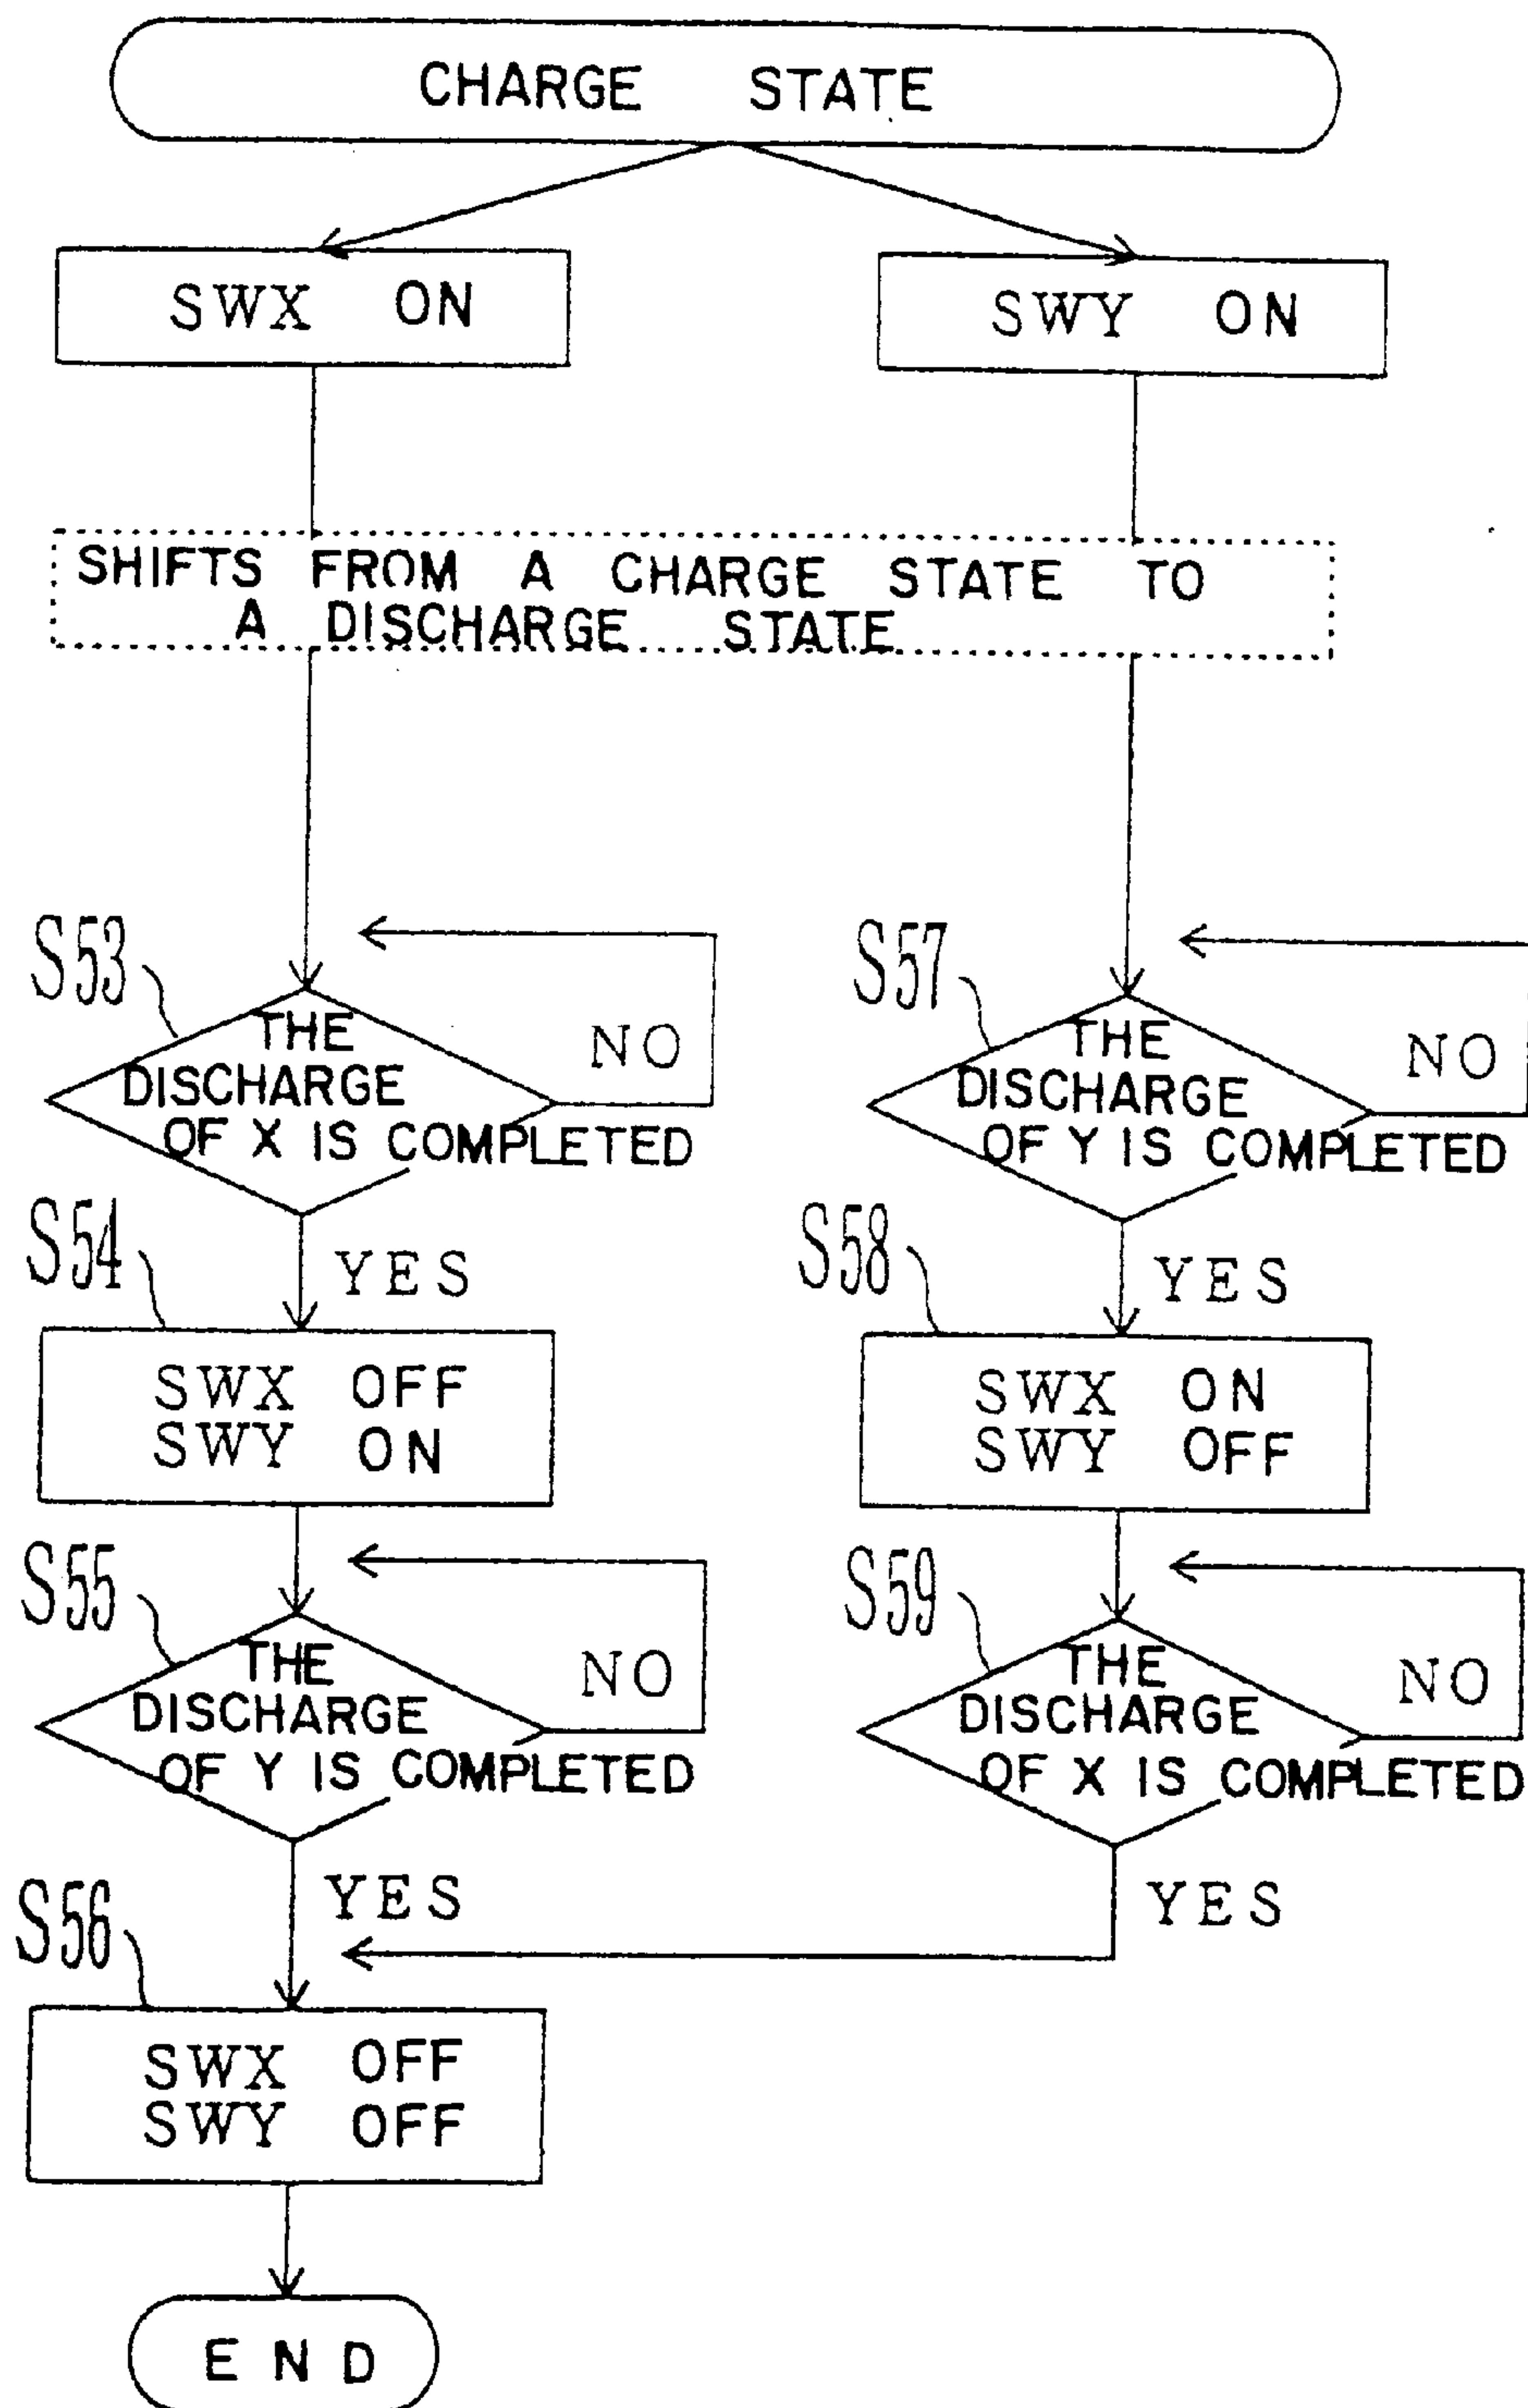 CHARGE STATE
SWX ON
SWY ON
SHIFTS FROM A CHARGE STATE TO
A DISCHARGE STATE
S53
THE
DISCHARGE
OF X IS COMPLETED
NO
YES
S54
SWX OFF
SWY ON
S55
THE
DISCHARGE
OF Y IS COMPLETED
NO
YES
S57
THE
DISCHARGE
OF Y IS COMPLETED
NO
YES
S58
SWX ON
SWY OFF
S59
THE
DISCHARGE
OF X IS COMPLETED
NO
YES
S56
SWX OFF
SWY OFF
END